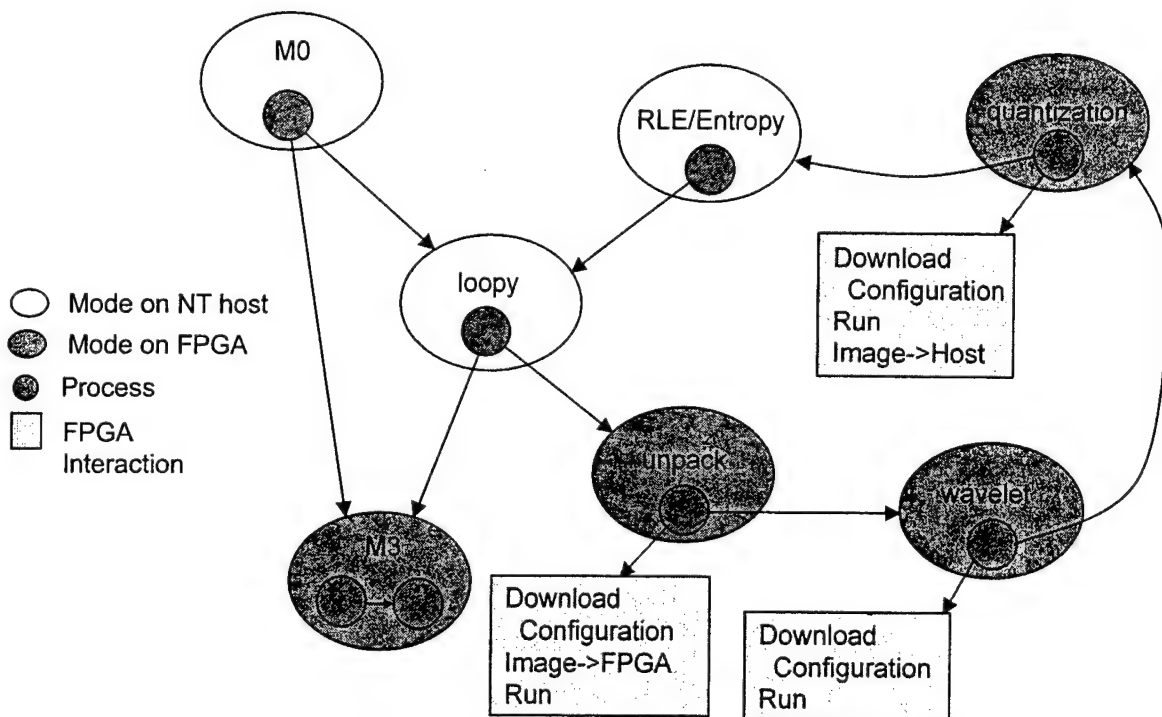 M0
RLE/Entropy
quantization
loopy
Download
Configuration
Run
Image->Host
Mode on NT host
Mode on FPGA
Process
FPGA
Interaction
unpack
wavelet
M3
Download
Configuration
Image->FPGA
Run
Download
Configuration
Run